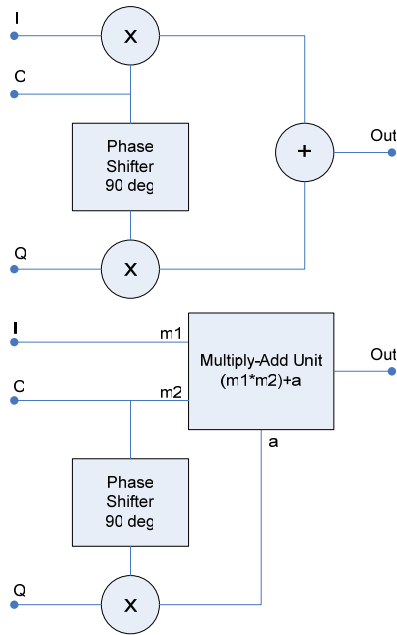 I
X
C
Phase
Shifter
90 deg
+
Out
Q
X
I
m1
Multiply-Add Unit
(m1*m2)+a
Out
C
m2
a
Phase
Shifter
90 deg
Q
X